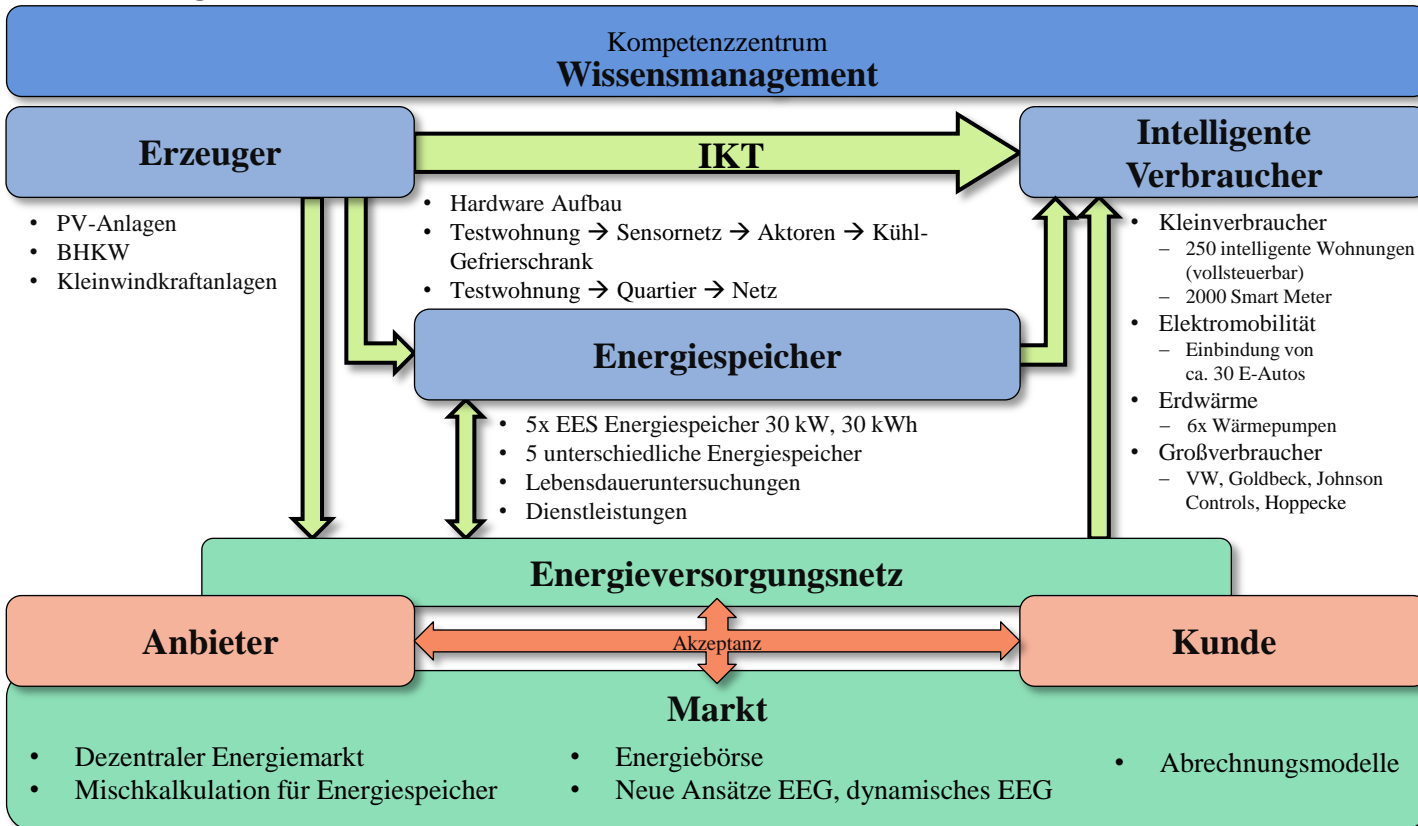 Kompetenzzentrum
Wissensmanagement
Erzeuger
IKT
Intelligente
Verbraucher
• PV-Anlagen
• BHKW
• Kleinwindkraftanlagen
• Hardware Aufbau
• Testwohnung → Sensornetz → Aktoren → Kühl-
Gefrierschrank
• Testwohnung → Quartier → Netz
• Kleinverbraucher
– 250 intelligente Wohnungen
(vollsteuerbar)
– 2000 Smart Meter
• Elektromobilität
– Einbindung von
ca. 30 E-Autos
• Erdwärme
– 6x Wärmepumpen
• Großverbraucher
– VW, Goldbeck, Johnson
Controls, Hoppecke
Energiespeicher
• 5x EES Energiespeicher 30 kW, 30 kWh
• 5 unterschiedliche Energiespeicher
• Lebensdaueruntersuchungen
• Dienstleistungen
Energieversorgungsnetz
Anbieter
Akzeptanz
Kunde
Markt
• Dezentraler Energiemarkt
• Mischkalkulation für Energiespeicher
• Energiebörse
• Neue Ansätze EEG, dynamisches EEG
• Abrechnungsmodelle